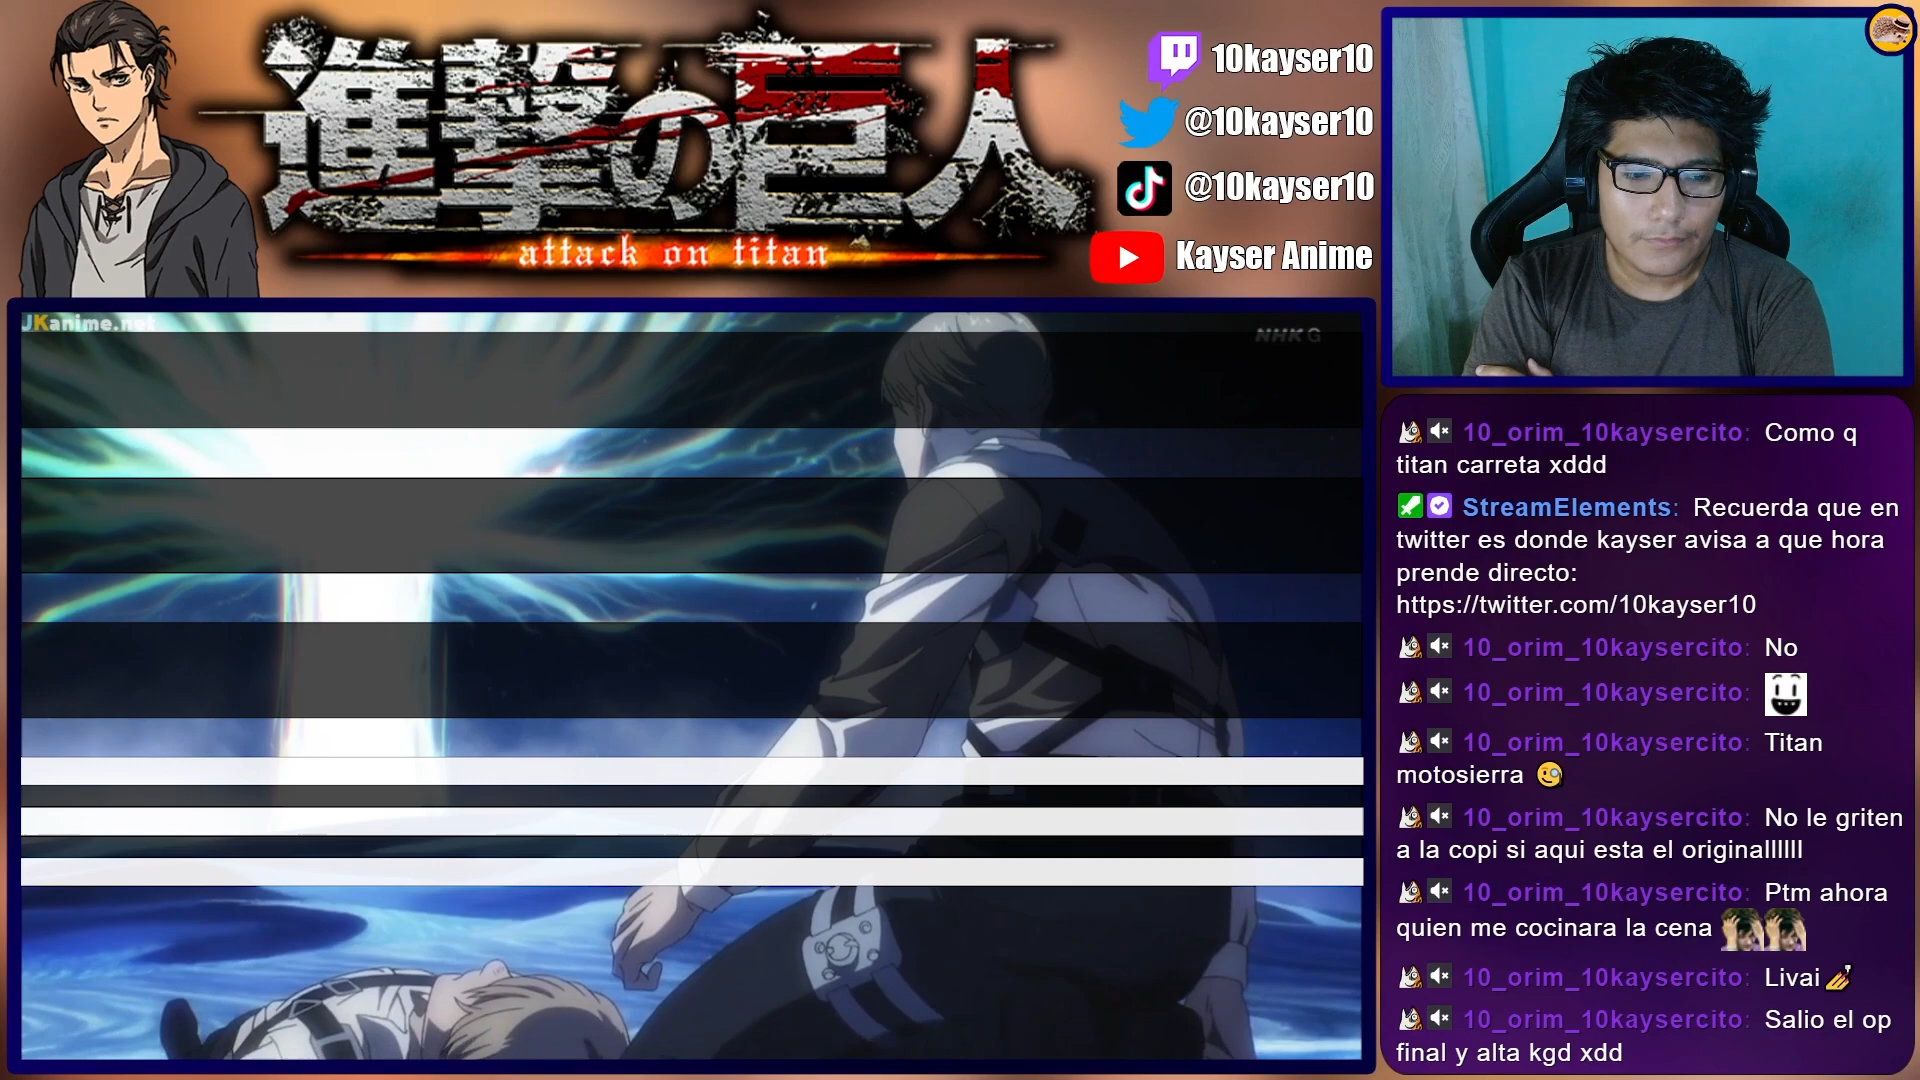 進撃の巨人
attack on titan
10kayser10
@10kayser10
@10kayser10
Kayser Anime
JKanime.net
NHK G
10_orim_10kaysercito: Como q
titan carreta xddd
StreamElements: Recuerda que en
twitter es donde kayser avisa a que hora
prende directo:
https://twitter.com/10kayser10
10_orim_10kaysercito: No
10_orim_10kaysercito:
10_orim_10kaysercito: Titan
motosierra 🧐
10_orim_10kaysercito: No le griten
a la copi si aqui esta el originallllll
10_orim_10kaysercito: Ptm ahora
quien me cocinara la cena
10_orim_10kaysercito: Livai💅
10_orim_10kaysercito: Salio el op
final y alta kgd xdd